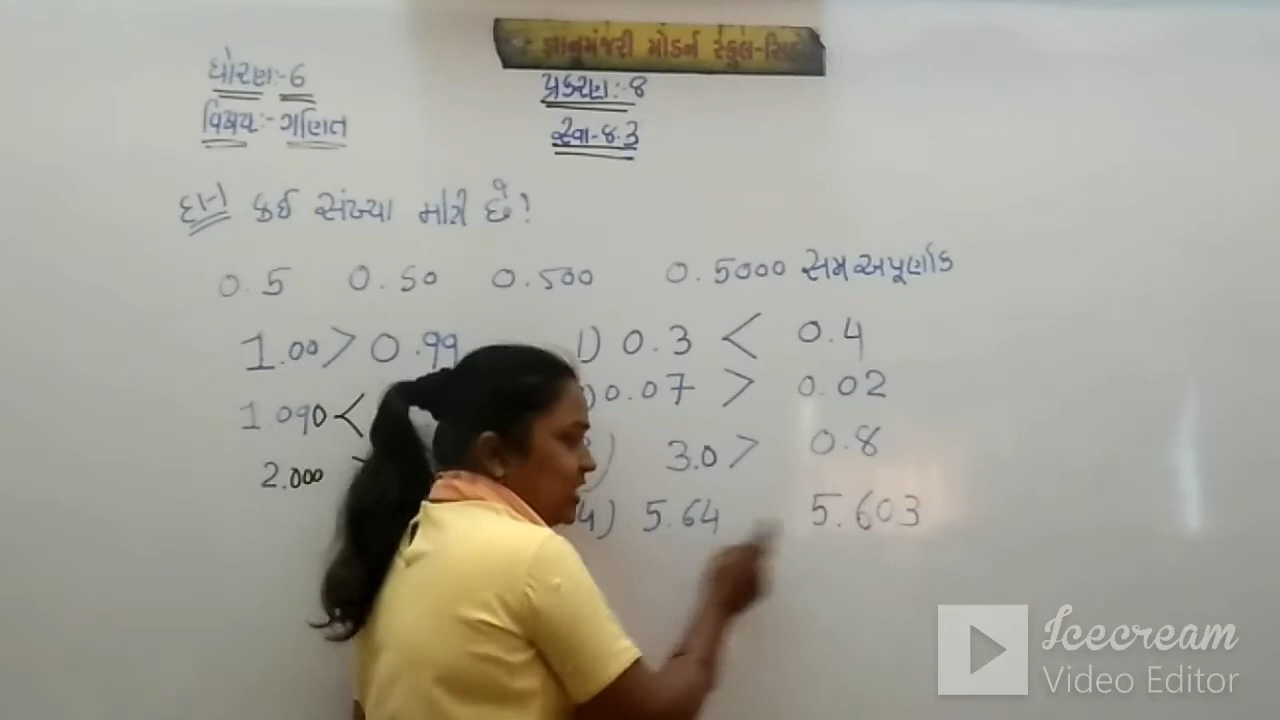 જ્ઞાનમંજરી મોડર્ન સ્કુલ-સિહોર
ધોરણ:-6
પ્રકરણ:-8
વિષય:- ગણિત
સ્વા-8.3
દા-1 કઈ સંખ્યા મોટી છે?
0.5 0.50 0.500 0.5000 સમઅપૂર્ણાંક
1.00 > 0.99 1) 0.3 < 0.4
1.090 < ) 0.07 > 0.02
2.000 ) 3.0 > 0.8
4) 5.64 5.603
Icecream
Video Editor